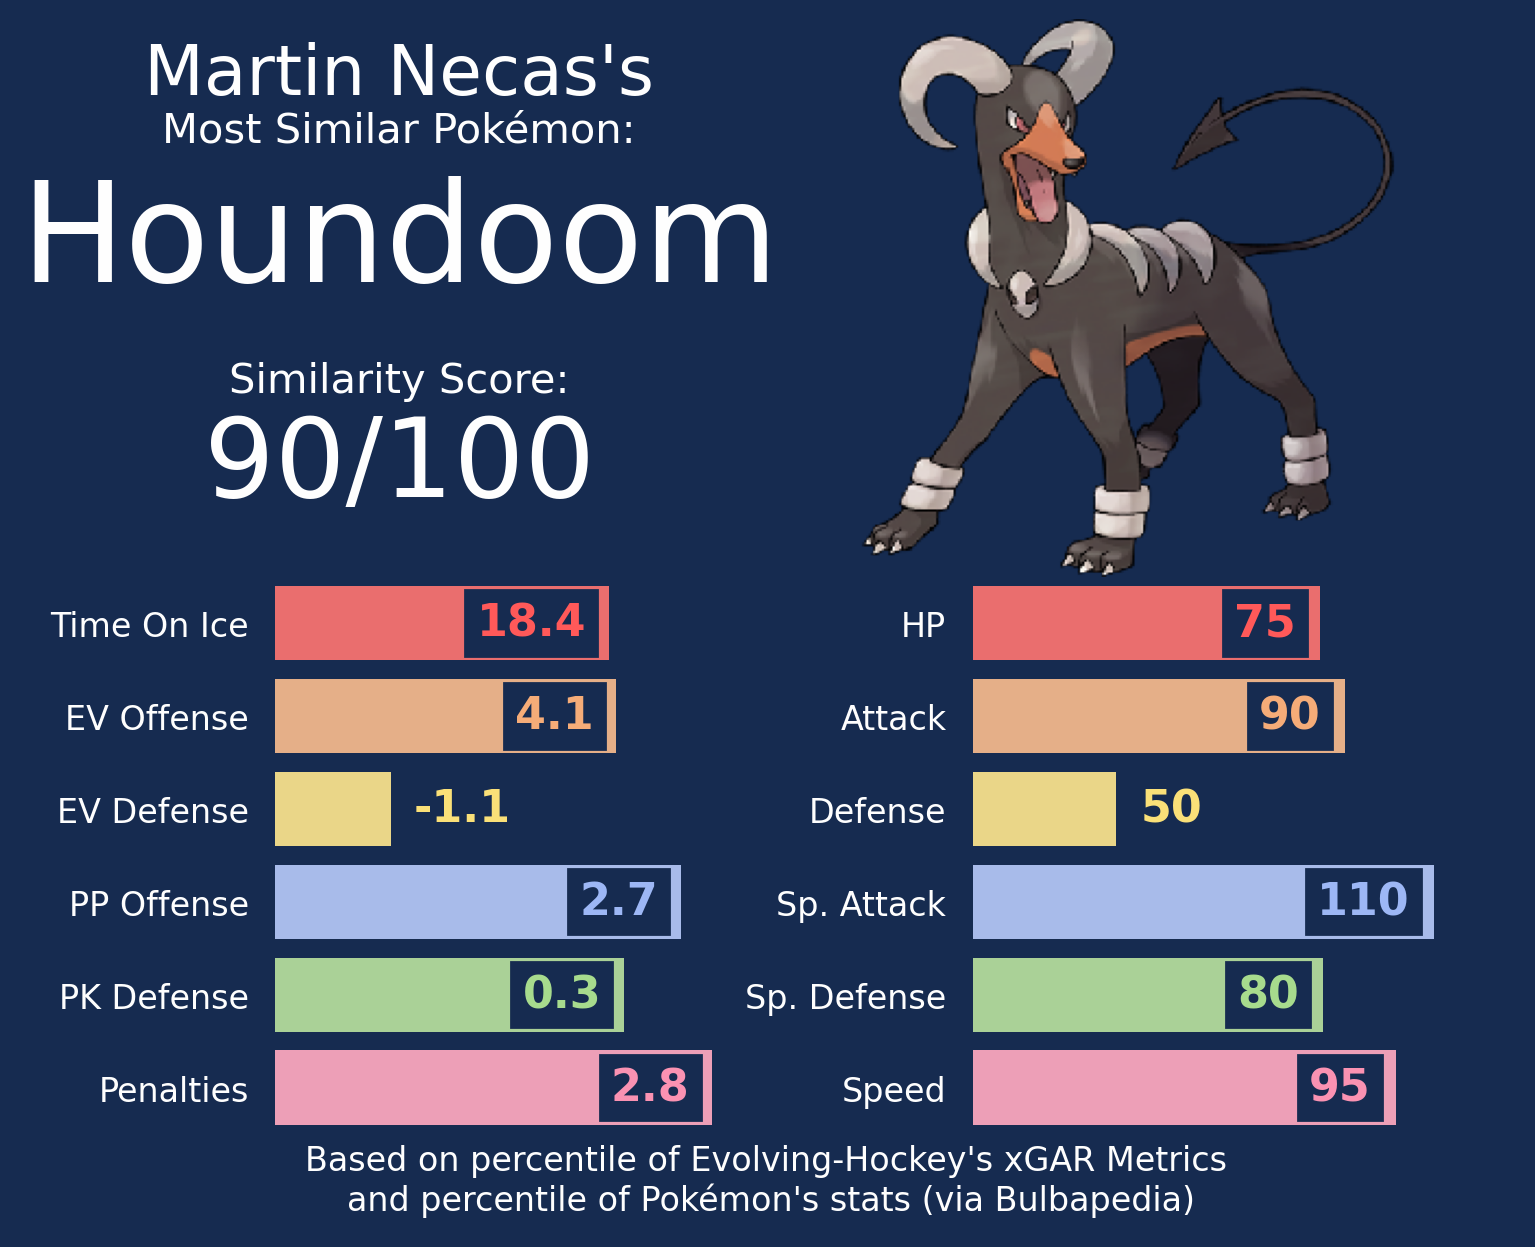 Martin Necas's
Most Similar Pokémon:
Houndoom
Similarity Score:
90/100
Time On Ice 18.4
EV Offense 4.1
EV Defense -1.1
PP Offense 2.7
PK Defense 0.3
Penalties 2.8
HP 75
Attack 90
Defense 50
Sp. Attack 110
Sp. Defense 80
Speed 95
Based on percentile of Evolving-Hockey's xGAR Metrics
and percentile of Pokémon's stats (via Bulbapedia)